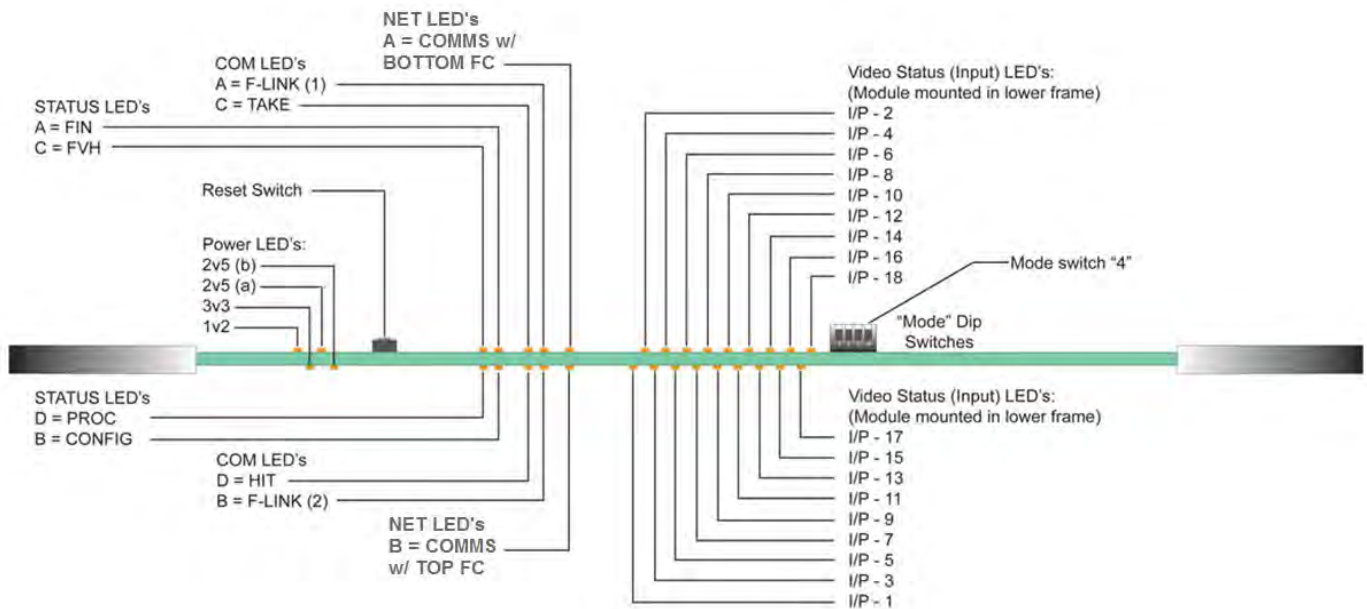 NET LED's
A = COMMS w/
BOTTOM FC
COM LED's
A = F-LINK (1)
C = TAKE
STATUS LED's
A = FIN
C = FVH
Reset Switch
Power LED's:
2v5 (b)
2v5 (a)
3v3
1v2
Video Status (Input) LED's:
(Module mounted in lower frame)
I/P - 2
I/P - 4
I/P - 6
I/P - 8
I/P - 10
I/P - 12
I/P - 14
I/P - 16
I/P - 18
Mode switch "4"
"Mode" Dip
Switches
STATUS LED's
D = PROC
B = CONFIG
COM LED's
D = HIT
B = F-LINK (2)
NET LED's
B = COMMS
w/ TOP FC
Video Status (Input) LED's:
(Module mounted in lower frame)
I/P - 17
I/P - 15
I/P - 13
I/P - 11
I/P - 9
I/P - 7
I/P - 5
I/P - 3
I/P - 1